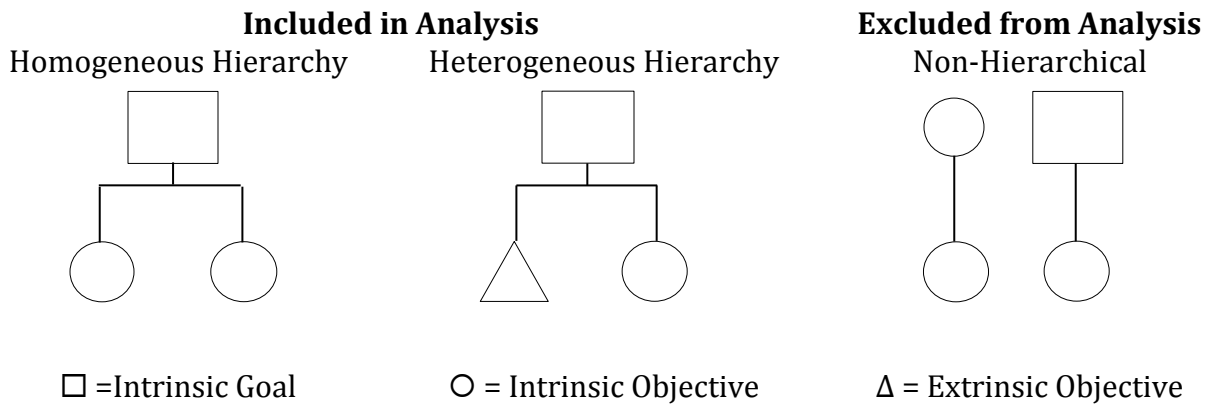 Included in Analysis
Excluded from Analysis
Homogeneous Hierarchy
Heterogeneous Hierarchy
Non-Hierarchical
□ =Intrinsic Goal
○ = Intrinsic Objective
Δ = Extrinsic Objective